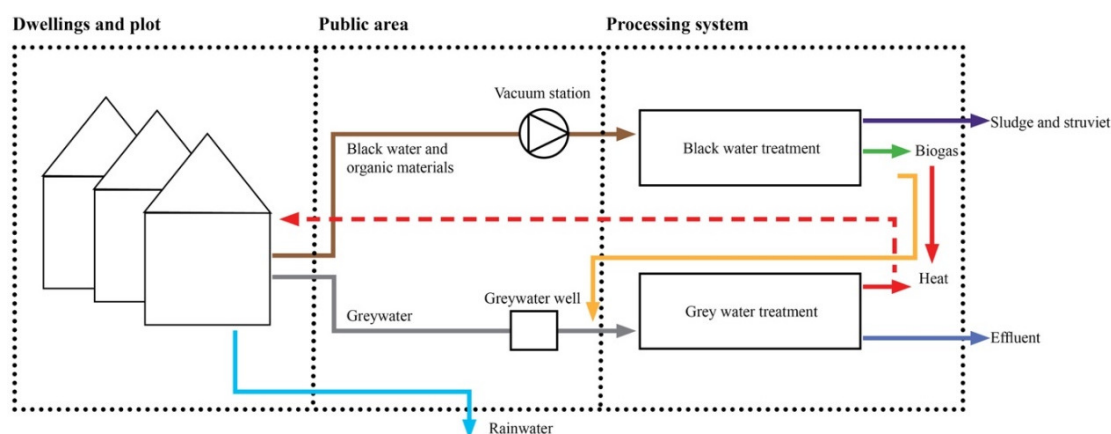 Dwellings and plot
Public area
Processing system
Vacuum station
Sludge and struviet
Black water and
organic materials
Black water treatment
Biogas
Heat
Greywater well
Greywater
Grey water treatment
Effluent
Rainwater